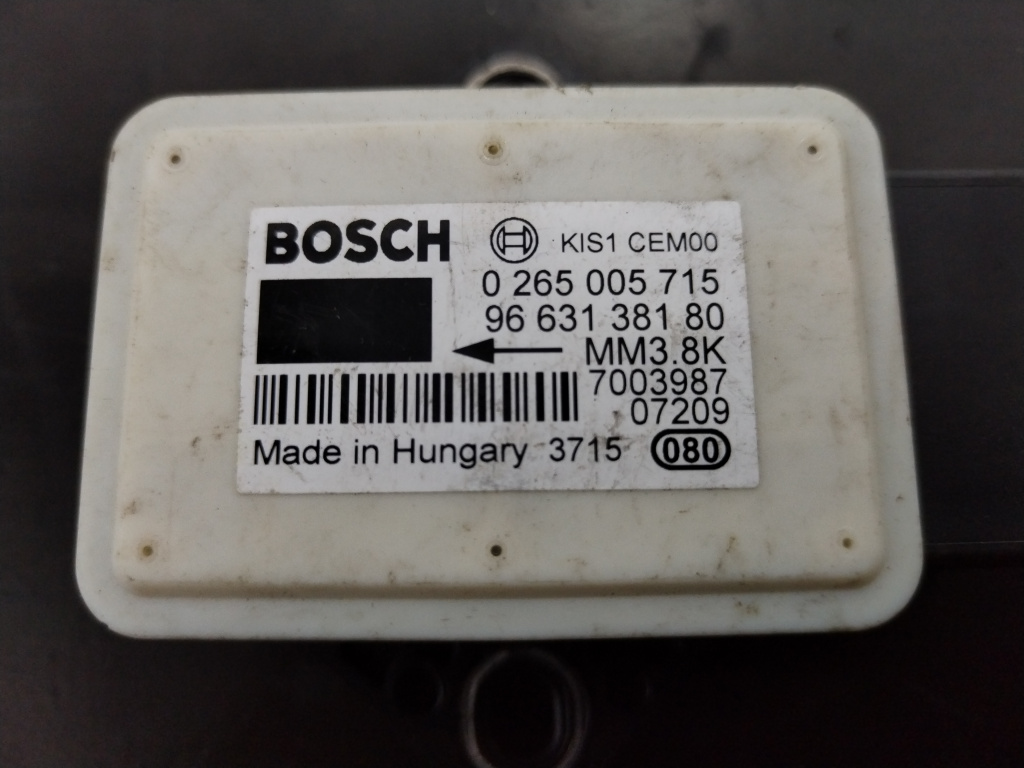 BOSCH KIS1 CEM00
0 265 005 715
96 631 381 80
MM3.8K
7003987
07209
Made in Hungary 3715 080